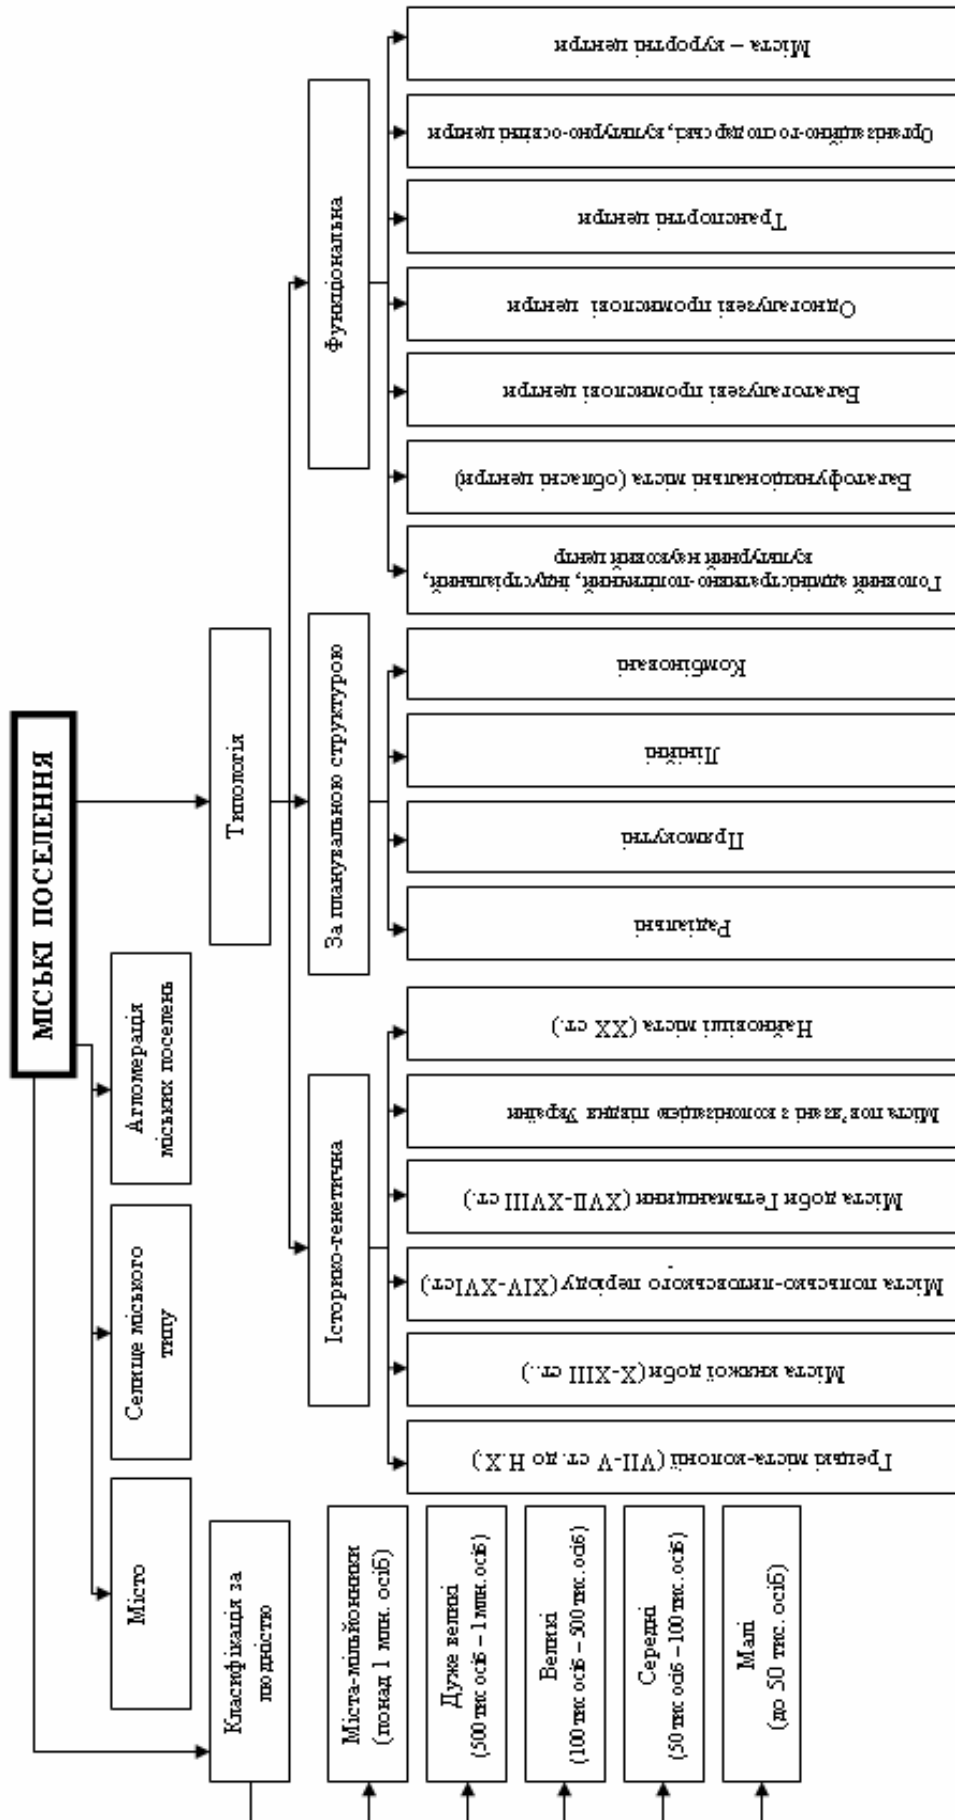 МІСЬКІ ПОСЕЛЕННЯ
Місто
Селище міського
типу
Агломерація
міських поселень
Класифікація за
людністю
Типологія
Міста-мільйонники
(понад 1 млн. осіб)
Дуже великі
(500 тис осіб – 1 млн. осіб)
Великі
(100 тис осіб – 500 тис. осіб)
Середні
(50 тис осіб – 100 тис. осіб)
Малі
(до 50 тис. осіб)
Історико-генетична
За планувальною структурою
Функціональна
Грецькі міста-колонії (VII-V ст. до Н.Х.)
Міста княжої доби (X-XIII ст..)
Міста польсько-литовського періоду (XIV-XVIст.)
Міста доби Гетьманщини (XVII-XVIII ст.)
Міста пов'язані з колонізацією півдня України
Найновіші міста (XX ст.)
Радіальні
Прямокутні
Лінійні
Комбіновані
Головний адміністративно-політичний, індустріальний,
культурний науковий центр
Багатофункціональні міста (обласні центри)
Багатогалузеві промислові центри
Одногалузеві промислові центри
Транспортні центри
Організаційно-господарські, культурно-освітні центри
Міста – курортні центри